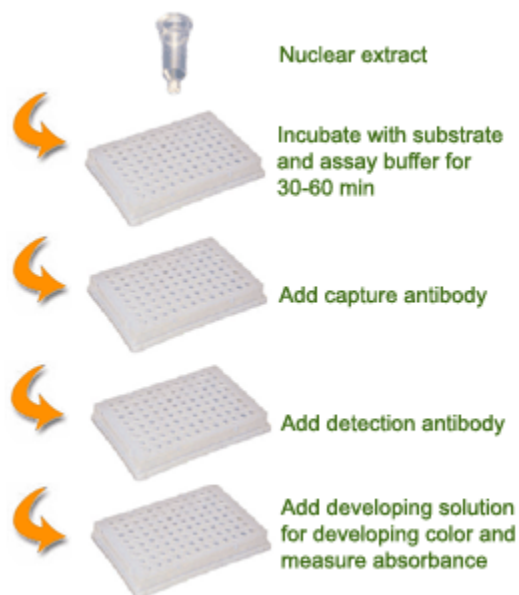 Nuclear extract
Incubate with substrate
and assay buffer for
30-60 min
Add capture antibody
Add detection antibody
Add developing solution
for developing color and
measure absorbance